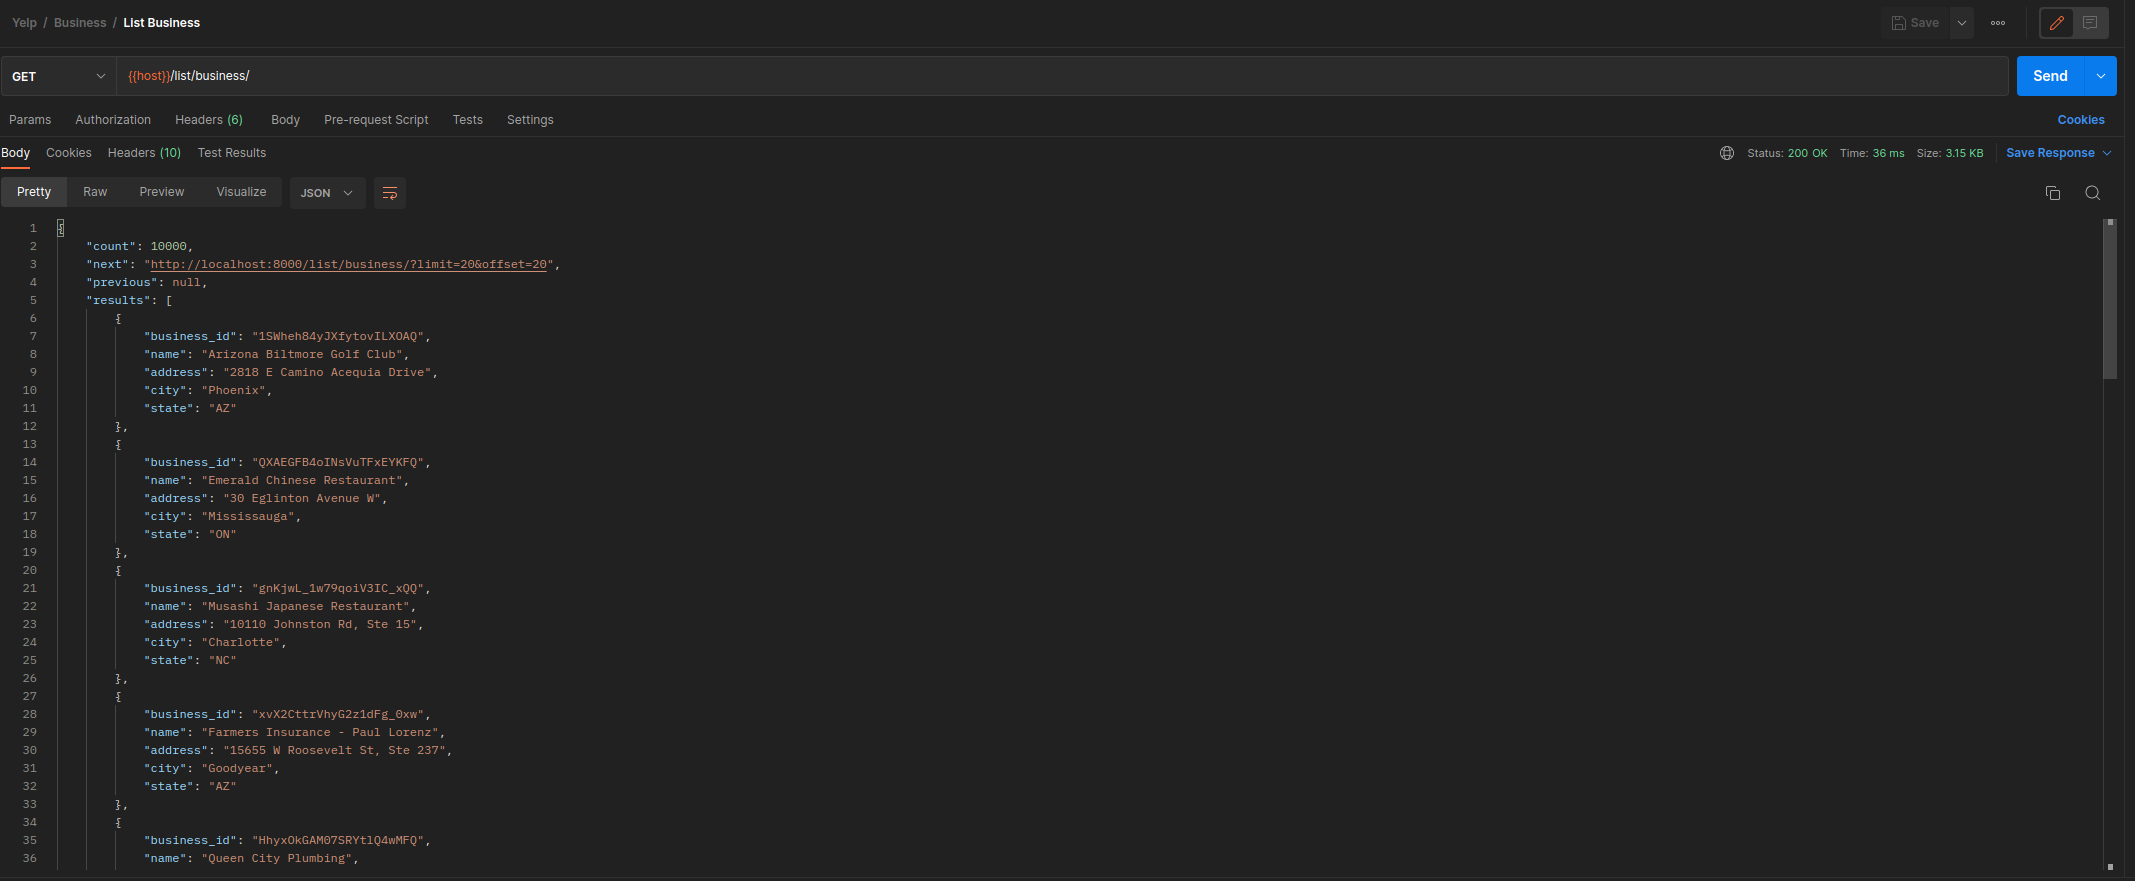 Yelp / Business / List Business
Save
GET {{host}}/list/business/ Send
Params Authorization Headers (6) Body Pre-request Script Tests Settings Cookies
Body Cookies Headers (10) Test Results Status: 200 OK Time: 36 ms Size: 3.15 KB Save Response
Pretty Raw Preview Visualize JSON
1 {
2 "count": 10000,
3 "next": "http://localhost:8000/list/business/?limit=20&offset=20",
4 "previous": null,
5 "results": [
6 {
7 "business_id": "1SWheh84yJXfytovILXOAQ",
8 "name": "Arizona Biltmore Golf Club",
9 "address": "2818 E Camino Acequia Drive",
10 "city": "Phoenix",
11 "state": "AZ"
12 },
13 {
14 "business_id": "QXAEGFB4oINsVuTFxEYKFQ",
15 "name": "Emerald Chinese Restaurant",
16 "address": "30 Eglinton Avenue W",
17 "city": "Mississauga",
18 "state": "ON"
19 },
20 {
21 "business_id": "gnKjwL_1w79qoiV3IC_xQQ",
22 "name": "Musashi Japanese Restaurant",
23 "address": "10110 Johnston Rd, Ste 15",
24 "city": "Charlotte",
25 "state": "NC"
26 },
27 {
28 "business_id": "xvX2CttrVhyG2z1dFg_0xw",
29 "name": "Farmers Insurance - Paul Lorenz",
30 "address": "15655 W Roosevelt St, Ste 237",
31 "city": "Goodyear",
32 "state": "AZ"
33 },
34 {
35 "business_id": "HhyxOkGAM07SRYtlQ4wMFQ",
36 "name": "Queen City Plumbing",